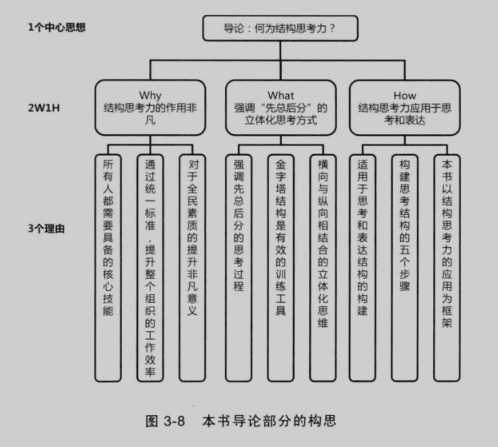 1个中心思想
导论：何为结构思考力？
2W1H
Why
结构思考力的作用非
凡
What
强调“先总后分”的
立体化思考方式
How
结构思考力应用于思
考和表达
3个理由
所有人都需要具备的核心技能
通过统一标准，提升整个组织的工作效率
对于全民素质的提升非凡意义
强调先总后分的思考过程
金字塔结构是有效的训练工具
横向与纵向相结合的立体化思维
适用于思考和表达结构的构建
构建思考结构的五个步骤
本书以结构思考力的应用为框架
图 3-8 本书导论部分的构思